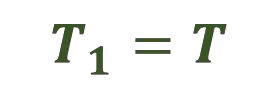 T₁ = T